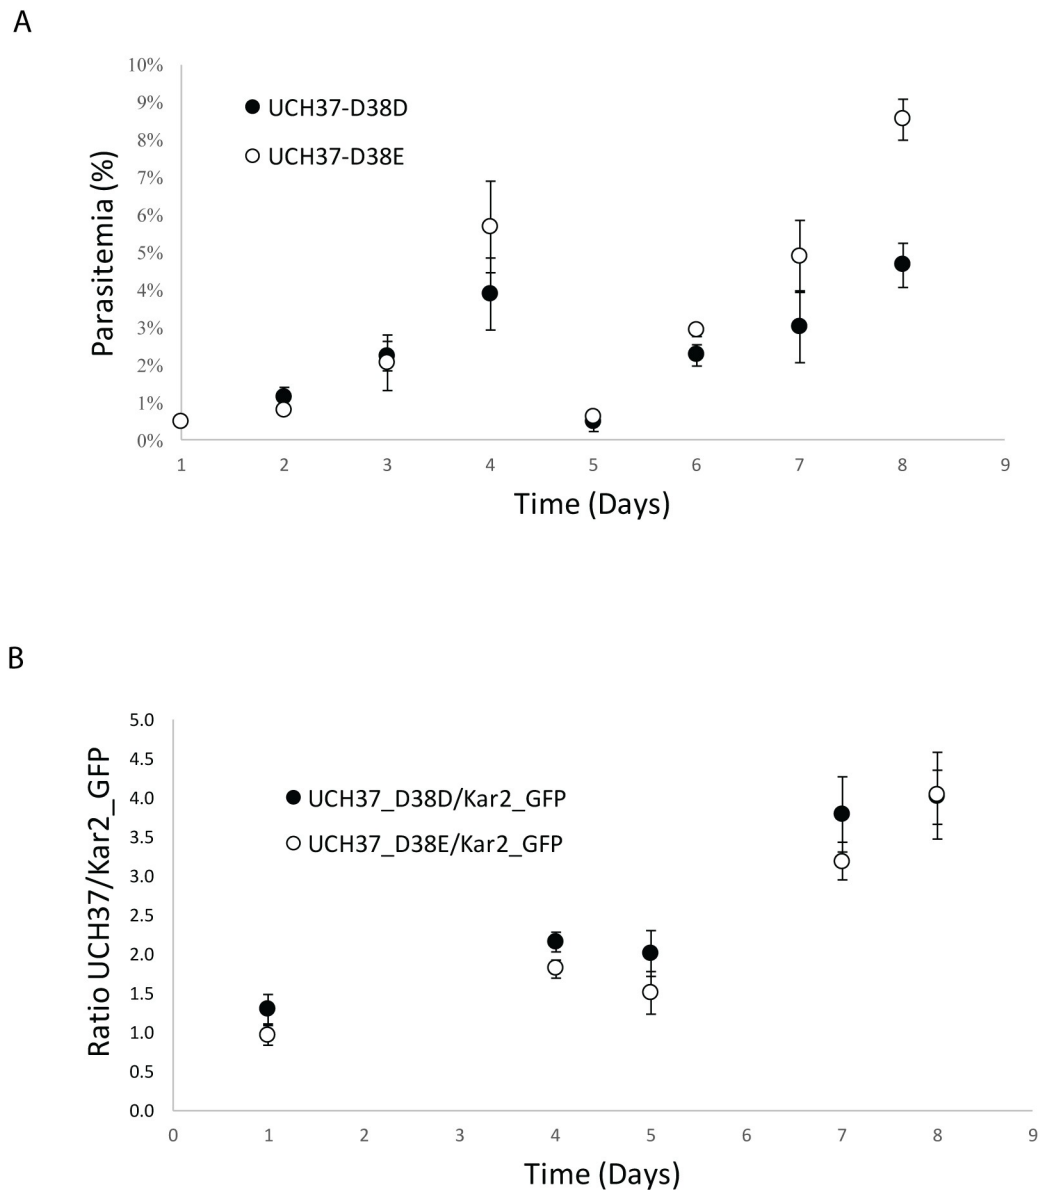 A
10%
9%
8%
7%
6%
5%
4%
3%
2%
1%
0%
Parasitemia (%)
UCH37-D38D
UCH37-D38E
1 2 3 4 5 6 7 8 9
Time (Days)
B
5.0
4.5
4.0
3.5
3.0
2.5
2.0
1.5
1.0
0.5
0.0
Ratio UCH37/Kar2_GFP
UCH37_D38D/Kar2_GFP
UCH37_D38E/Kar2_GFP
0 1 2 3 4 5 6 7 8 9
Time (Days)